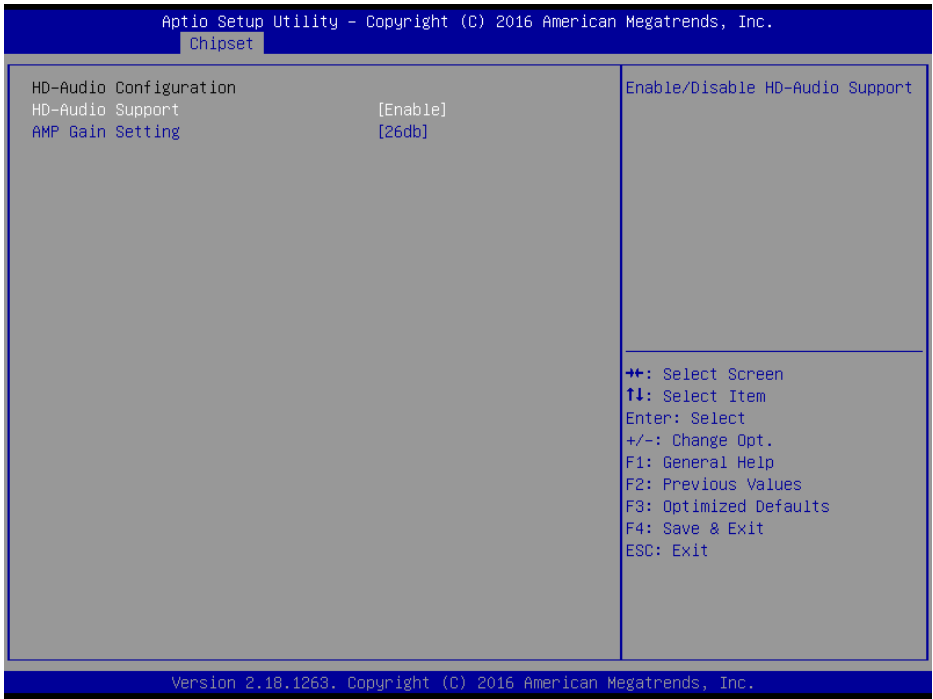 Aptio Setup Utility – Copyright (C) 2016 American Megatrends, Inc.
Chipset
HD-Audio Configuration
HD-Audio Support [Enable]
AMP Gain Setting [26db]
Enable/Disable HD-Audio Support
→←: Select Screen
↑↓: Select Item
Enter: Select
+/-: Change Opt.
F1: General Help
F2: Previous Values
F3: Optimized Defaults
F4: Save & Exit
ESC: Exit
Version 2.18.1263. Copyright (C) 2016 American Megatrends, Inc.